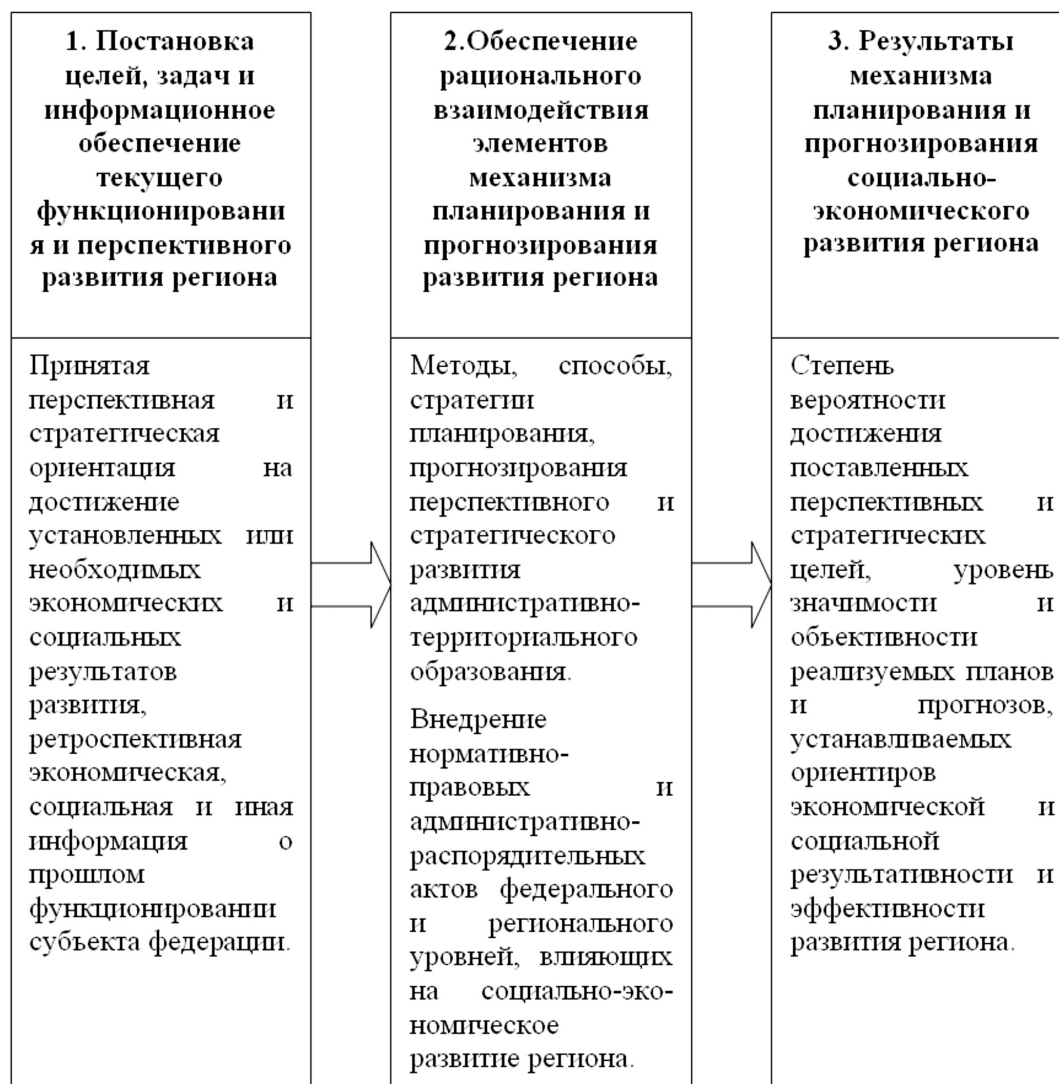 1. Постановка
целей, задач и
информационное
обеспечение
текущего
функционировани
я и перспективного
развития региона
Принятая
перспективная и
стратегическая
ориентация на
достижение
установленных или
необходимых
экономических и
социальных
результатов
развития,
ретроспективная
экономическая,
социальная и иная
информация о
прошлом
функционировании
субъекта федерации.
2.Обеспечение
рационального
взаимодействия
элементов
механизма
планирования и
прогнозирования
развития региона
Методы, способы,
стратегии
планирования,
прогнозирования
перспективного и
стратегического
развития
административно-
территориального
образования.
Внедрение
нормативно-
правовых и
административно-
распорядительных
актов федерального
и регионального
уровней, влияющих
на социально-эко-
номическое
развитие региона.
3. Результаты
механизма
планирования и
прогнозирования
социально-
экономического
развития региона
Степень
вероятности
достижения
поставленных
перспективных и
стратегических
целей, уровень
значимости и
объективности
реализуемых планов
и прогнозов,
устанавливаемых
ориентиров
экономической и
социальной
результативности и
эффективности
развития региона.